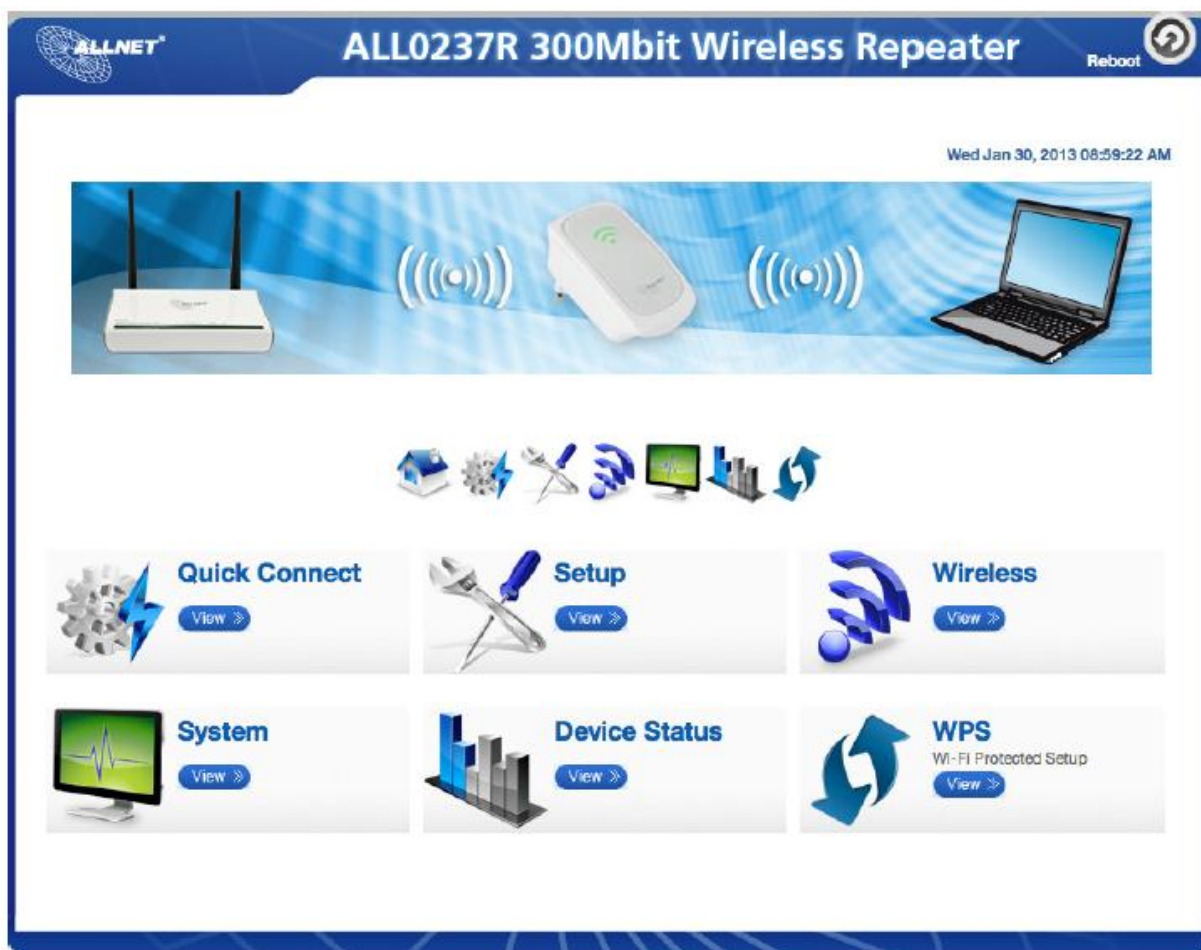 ALLNET®
ALL0237R 300Mbit Wireless Repeater
Reboot
Wed Jan 30, 2013 08:59:22 AM
Quick Connect
View »
Setup
View »
Wireless
View »
System
View »
Device Status
View »
WPS
Wi-Fi Protected Setup
View »